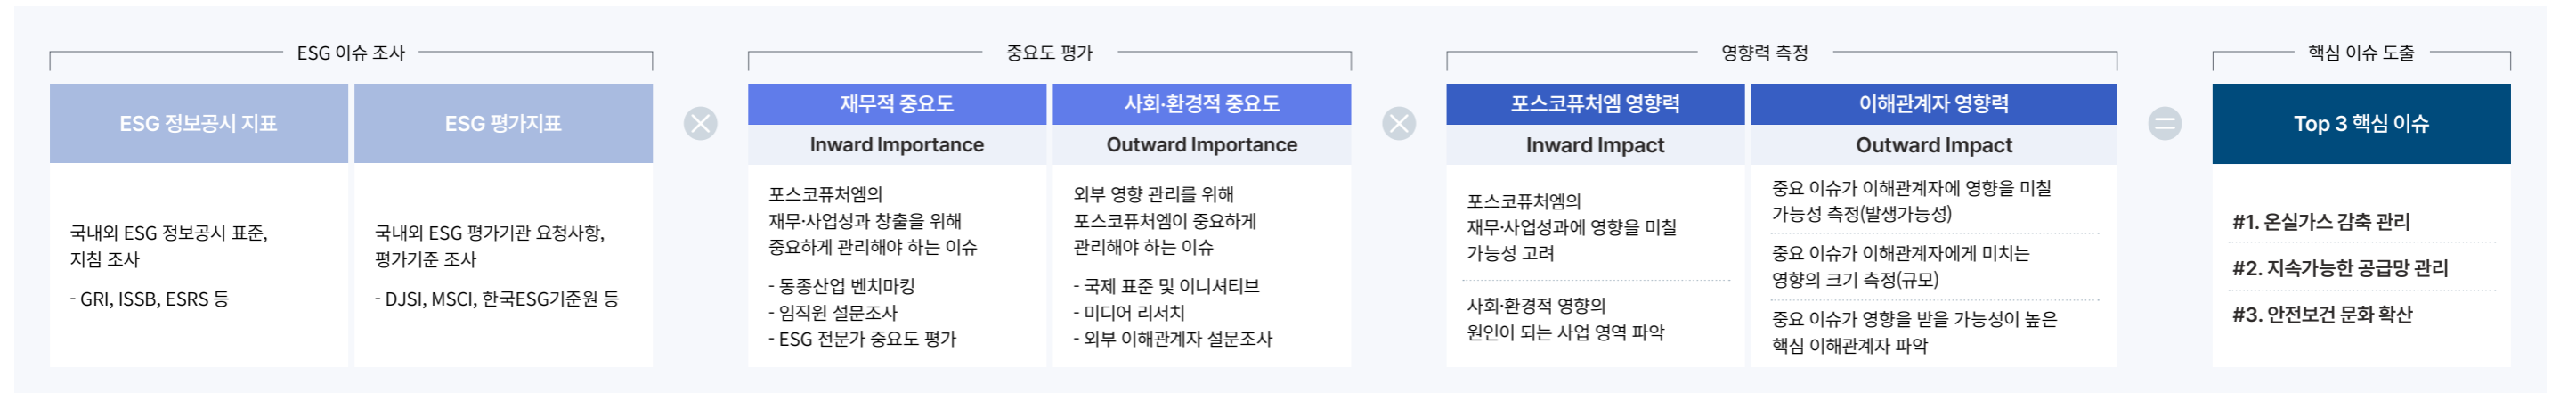 ESG 이슈 조사
ESG 정보공시 지표
국내외 ESG 정보공시 표준,
지침 조사
- GRI, ISSB, ESRS 등
ESG 평가지표
국내외 ESG 평가기관 요청사항,
평가기준 조사
- DJSI, MSCI, 한국ESG기준원 등
중요도 평가
재무적 중요도
Inward Importance
포스코퓨처엠의
재무·사업성과 창출을 위해
중요하게 관리해야 하는 이슈
- 동종산업 벤치마킹
- 임직원 설문조사
- ESG 전문가 중요도 평가
사회·환경적 중요도
Outward Importance
외부 영향 관리를 위해
포스코퓨처엠이 중요하게
관리해야 하는 이슈
- 국제 표준 및 이니셔티브
- 미디어 리서치
- 외부 이해관계자 설문조사
영향력 측정
포스코퓨처엠 영향력
Inward Impact
포스코퓨처엠의
재무·사업성과에 영향을 미칠
가능성 고려
사회·환경적 영향의
원인이 되는 사업 영역 파악
이해관계자 영향력
Outward Impact
중요 이슈가 이해관계자에 영향을 미칠
가능성 측정(발생가능성)
중요 이슈가 이해관계자에게 미치는
영향의 크기 측정(규모)
중요 이슈가 영향을 받을 가능성이 높은
핵심 이해관계자 파악
핵심 이슈 도출
Top 3 핵심 이슈
#1. 온실가스 감축 관리
#2. 지속가능한 공급망 관리
#3. 안전보건 문화 확산